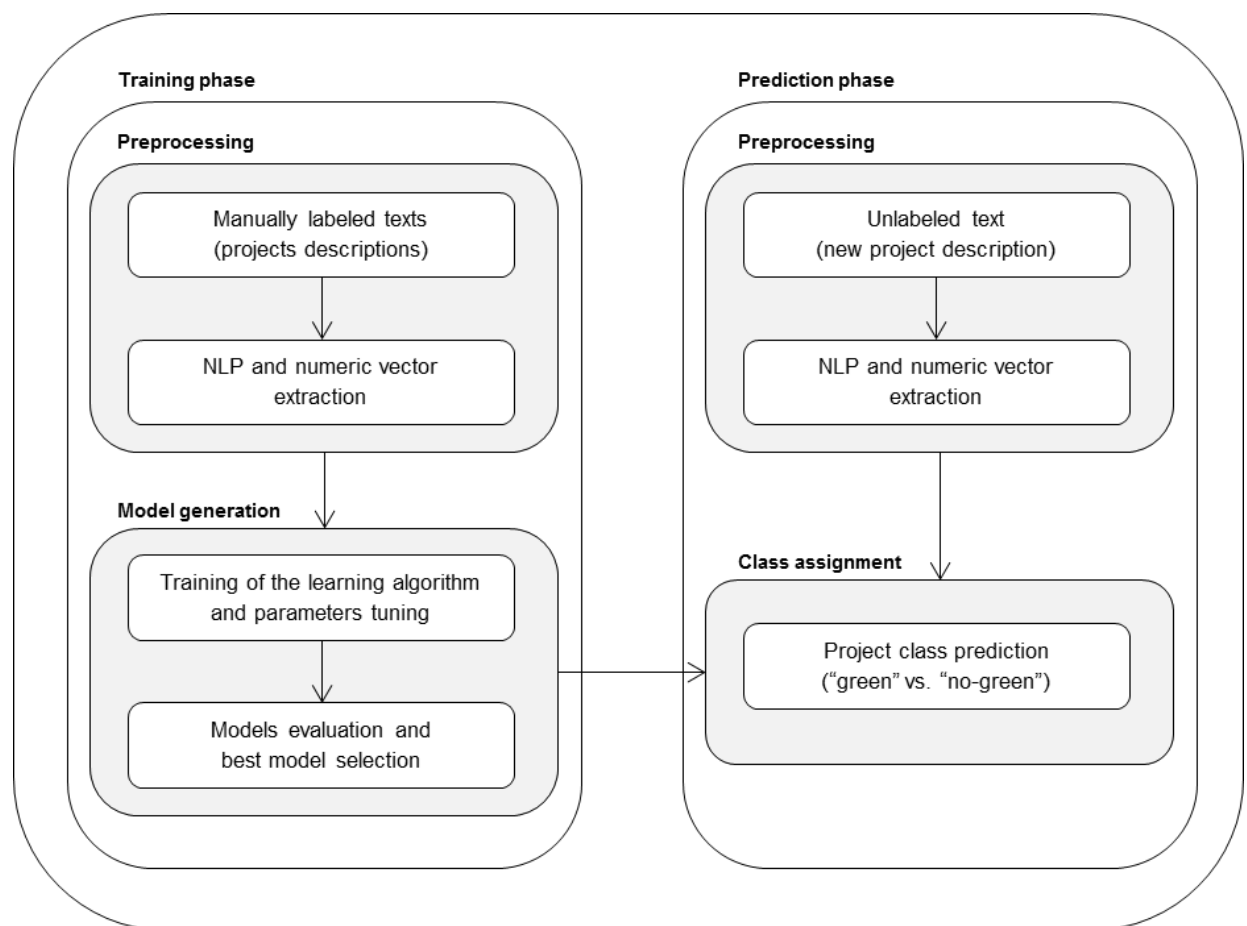 Training phase
Preprocessing
Manually labeled texts
(projects descriptions)
NLP and numeric vector
extraction
Model generation
Training of the learning algorithm
and parameters tuning
Models evaluation and
best model selection
Prediction phase
Preprocessing
Unlabeled text
(new project description)
NLP and numeric vector
extraction
Class assignment
Project class prediction
(“green” vs. “no-green”)